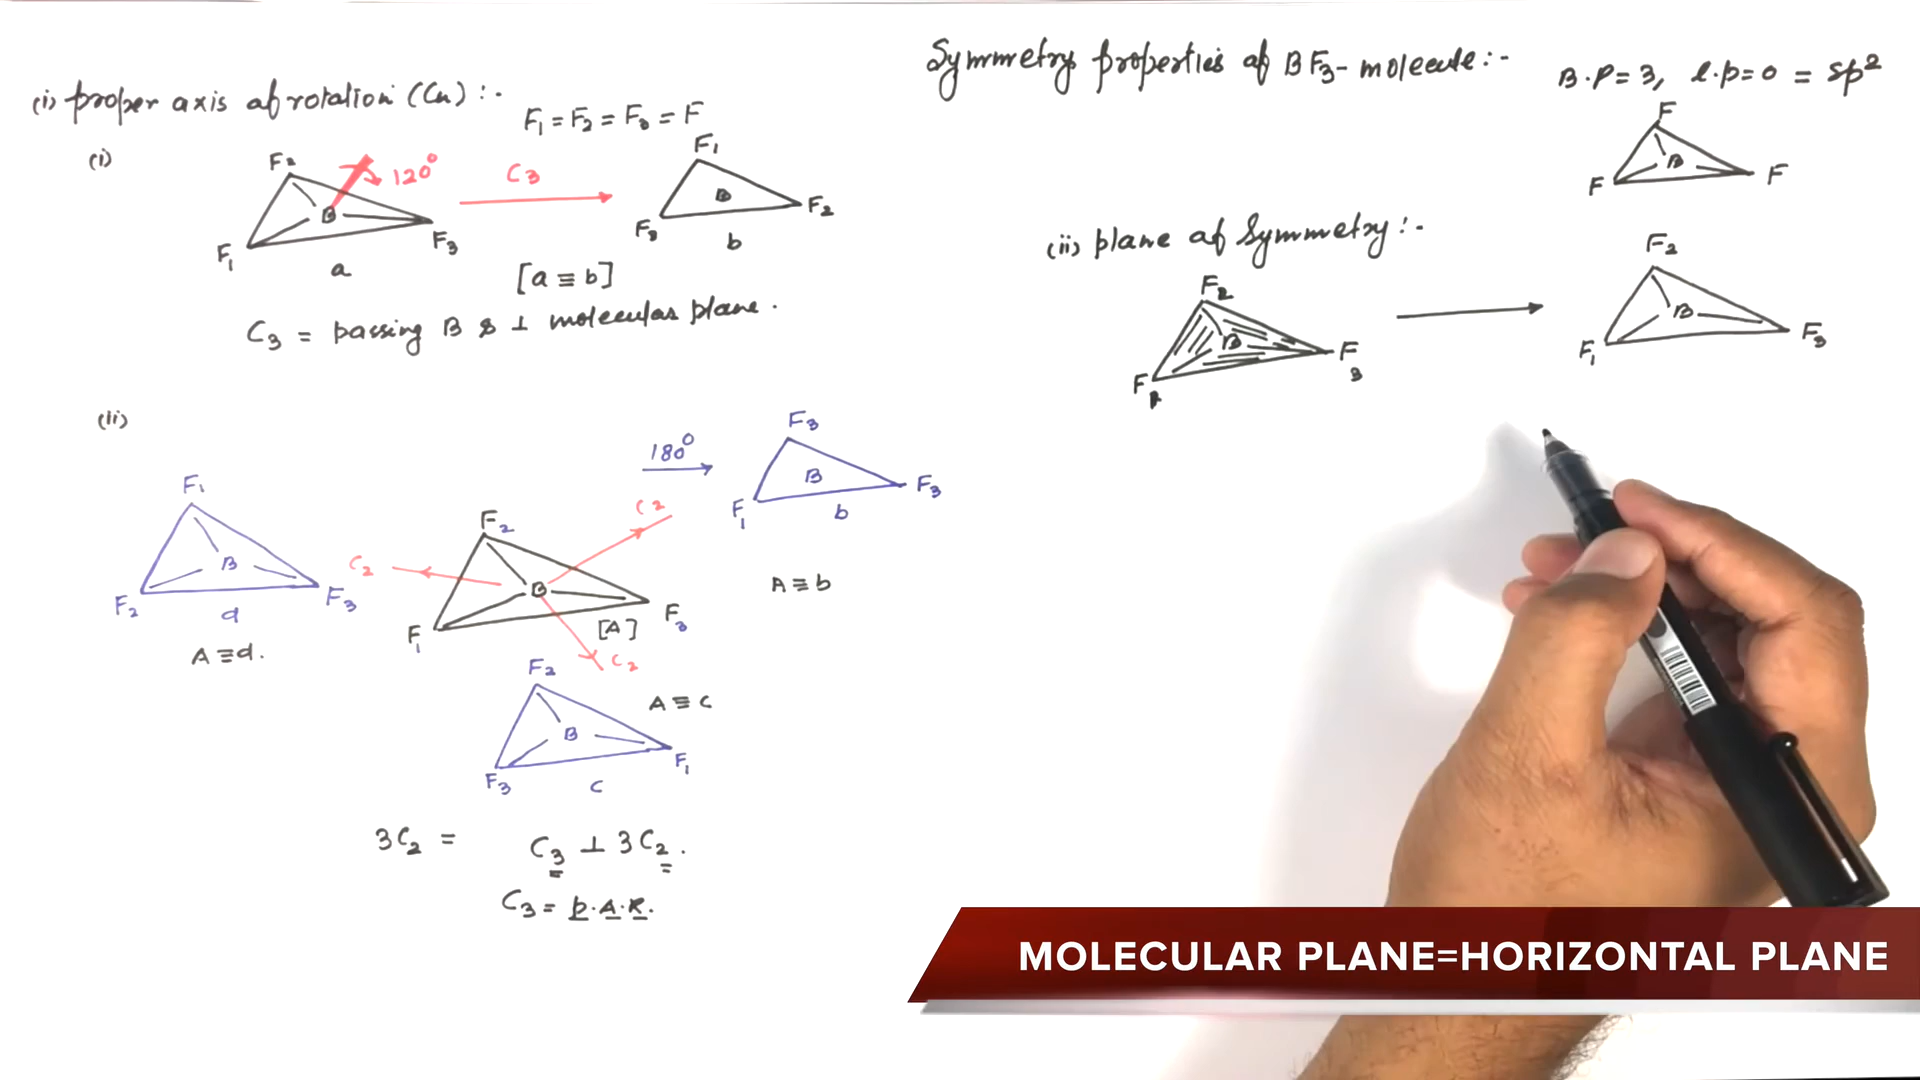 Symmetry properties of BF3- molecule:-
B.P=3, l.p=0 = sp²
F
B
F
F
(i) proper axis of rotation (Cn):-
F1 = F2 = F3 = F
(i)
F2
120°
B
F1
F3
a
C3
F1
B
F3
F2
b
[a ≡ b]
C3 = passing B & ⊥ molecular plane.
(ii) plane of Symmetry:-
F2
B
F1
F3
F2
B
F1
F3
(ii)
F1
B
F2
F3
d
A ≡ d.
C2
F2
B
F1
F3
[A]
C2
C2
180°
F3
B
F1
F3
b
A ≡ b
F2
B
F3
F1
c
A ≡ c
3C2 =
C3 ⊥ 3C2.
C3 = P.A.R.
MOLECULAR PLANE=HORIZONTAL PLANE